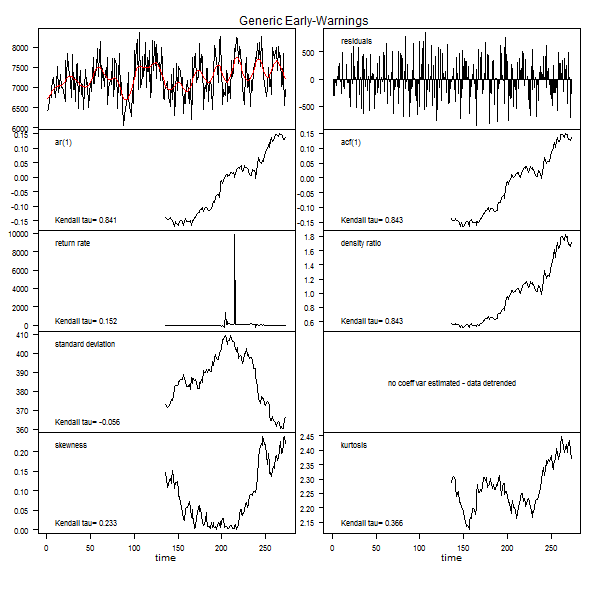 Generic Early-Warnings
8000
7500
7000
6500
6000
residuals
500
0
-500
ar(1)
0.15
0.10
0.05
0.00
-0.05
-0.10
-0.15
Kendall tau= 0.841
acf(1)
0.15
0.10
0.05
0.00
-0.05
-0.10
-0.15
Kendall tau= 0.843
return rate
10000
8000
6000
4000
2000
0
Kendall tau= 0.152
density ratio
1.8
1.6
1.4
1.2
1.0
0.8
0.6
Kendall tau= 0.843
standard deviation
410
400
390
380
370
360
Kendall tau= -0.056
no coeff var estimated - data detrended
skewness
0.20
0.15
0.10
0.05
0.00
Kendall tau= 0.233
0 50 100 150 200 250
time
kurtosis
2.45
2.40
2.35
2.30
2.25
2.20
2.15
Kendall tau= 0.366
0 50 100 150 200 250
time